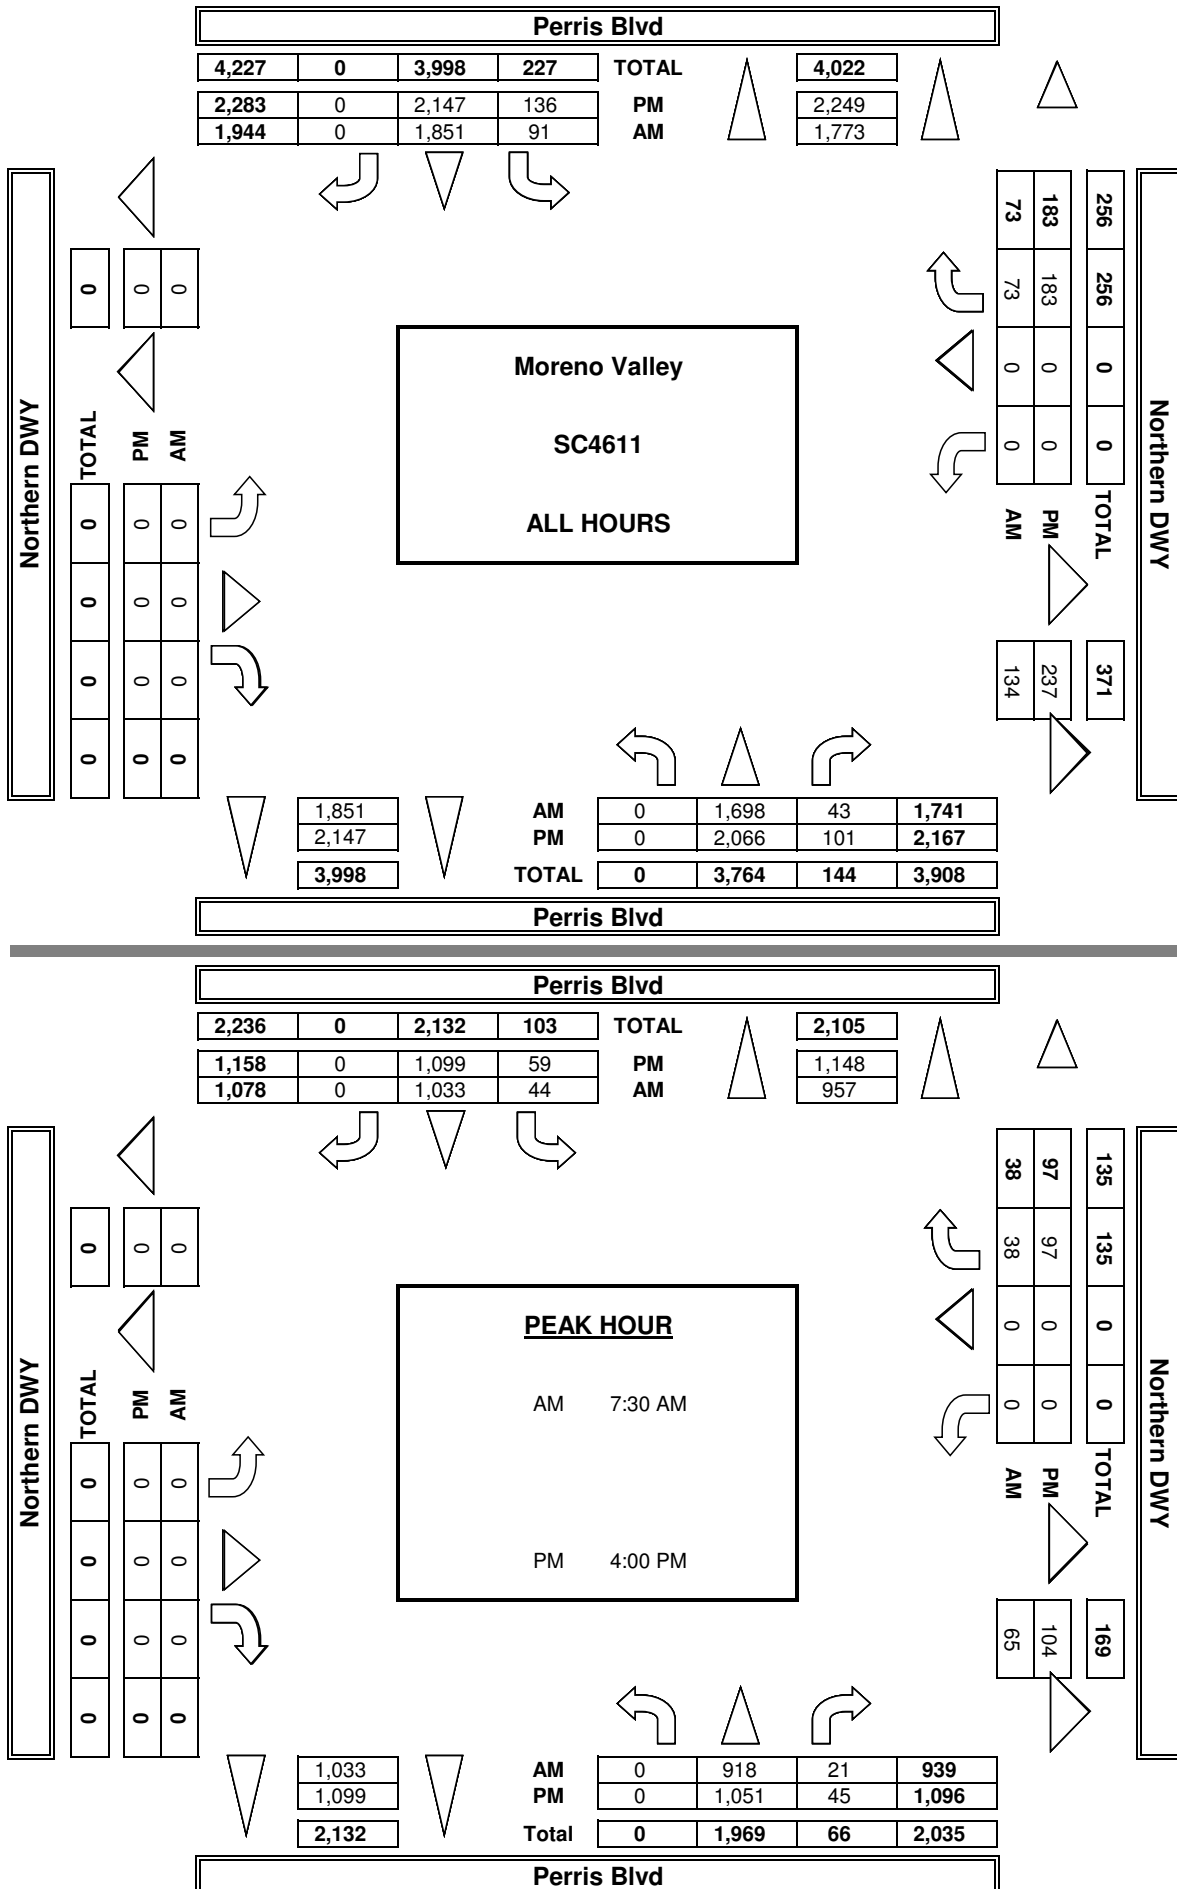 Perris Blvd
4,227 0 3,998 227 TOTAL 4,022
2,283 0 2,147 136 PM 2,249
1,944 0 1,851 91 AM 1,773
Northern DWY
TOTAL 0 0 0 0 0
PM 0 0 0 0 0
AM 0 0 0 0 0
Moreno Valley
SC4611
ALL HOURS
256 256 0 0 TOTAL 371
183 183 0 0 PM 237
73 73 0 0 AM 134
Northern DWY
1,851 AM 0 1,698 43 1,741
2,147 PM 0 2,066 101 2,167
3,998 TOTAL 0 3,764 144 3,908
Perris Blvd
Perris Blvd
2,236 0 2,132 103 TOTAL 2,105
1,158 0 1,099 59 PM 1,148
1,078 0 1,033 44 AM 957
Northern DWY
TOTAL 0 0 0 0 0
PM 0 0 0 0 0
AM 0 0 0 0 0
PEAK HOUR
AM 7:30 AM
PM 4:00 PM
135 135 0 0 TOTAL 169
97 97 0 0 PM 104
38 38 0 0 AM 65
Northern DWY
1,033 AM 0 918 21 939
1,099 PM 0 1,051 45 1,096
2,132 Total 0 1,969 66 2,035
Perris Blvd